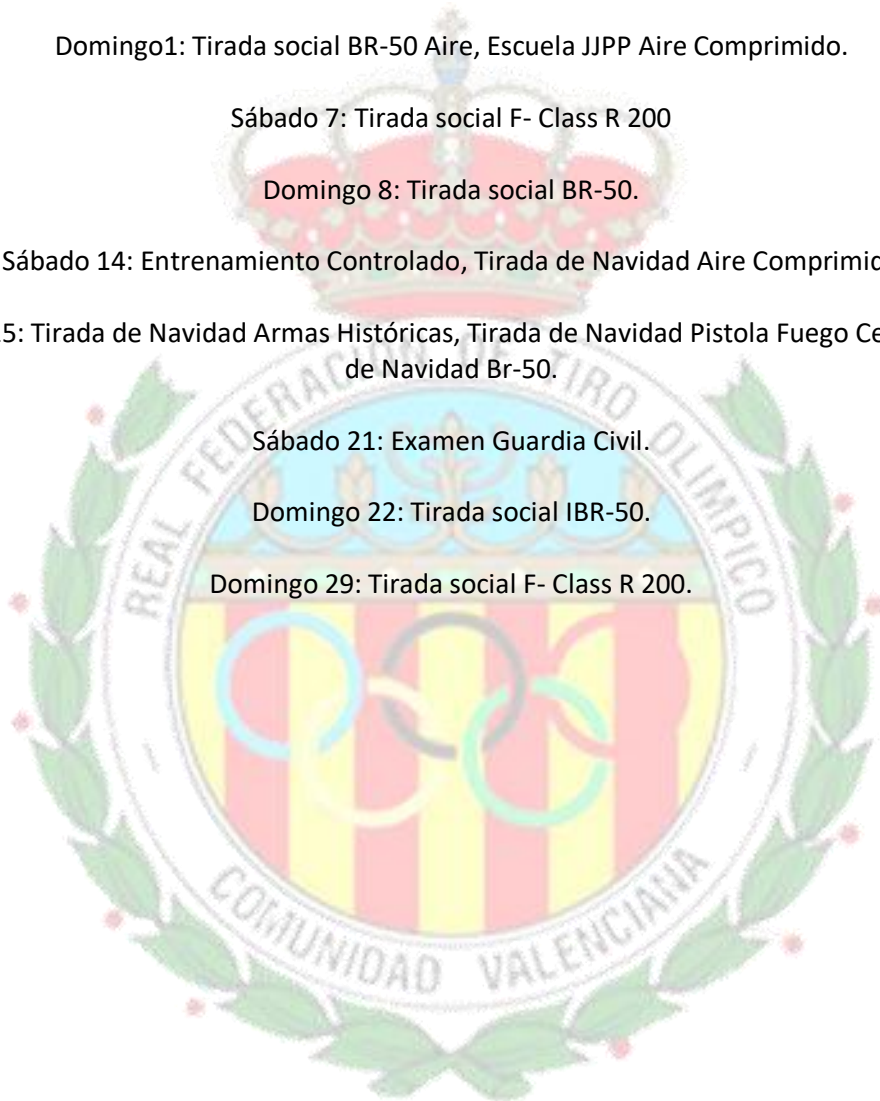 Domingo1: Tirada social BR-50 Aire, Escuela JJPP Aire Comprimido.
Sábado 7: Tirada social F- Class R 200
Domingo 8: Tirada social BR-50.
Sábado 14: Entrenamiento Controlado, Tirada de Navidad Aire
5: Tirada de Navidad Armas Históricas, Tirada de Navidad Pistola Fuego
de Navidad Br-50.
Sábado 21: Examen Guardia Civil.
Domingo 22: Tirada social IBR-50.
Domingo 29: Tirada social F- Class R 200.
REAL FEDERACION DE TIRO OLIMPICO
COMUNIDAD VALENCIANA